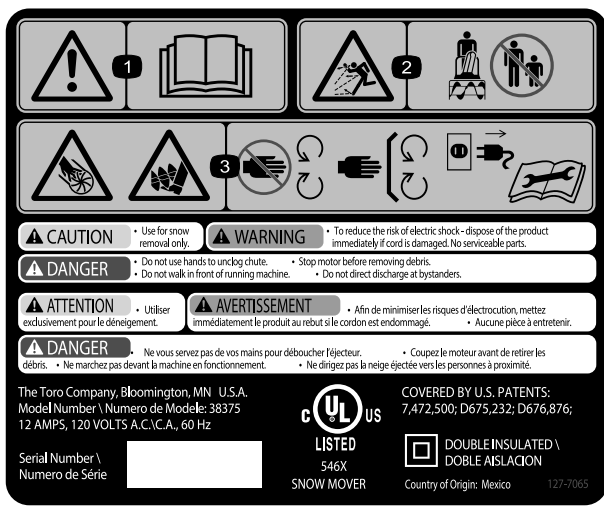 1
2
3
CAUTION • Use for snow removal only.
WARNING • To reduce the risk of electric shock - dispose of the product immediately if cord is damaged. No serviceable parts.
DANGER • Do not use hands to unclog chute. • Stop motor before removing debris.
• Do not walk in front of running machine. • Do not direct discharge at bystanders.
ATTENTION • Utiliser
exclusivement pour le déneigement.
AVERTISSEMENT • Afin de minimiser les risques d'électrocution, mettez
immédiatement le produit au rebut si le cordon est endommagé. • Aucune pièce à entretenir.
DANGER • Ne vous servez pas de vos mains pour déboucher l'éjecteur. • Coupez le moteur avant de retirer les
débris. • Ne marchez pas devant la machine en fonctionnement. • Ne dirigez pas la neige éjectée vers les personnes à proximité.
The Toro Company, Bloomington, MN U.S.A.
Model Number \ Numero de Modele: 38375
12 AMPS, 120 VOLTS A.C.\C.A., 60 Hz
Serial Number \
Numero de Série
C UL US
LISTED
546X
SNOW MOVER
COVERED BY U.S. PATENTS:
7,472,500; D675,232; D676,876;
DOUBLE INSULATED \
DOBLE AISLACION
Country of Origin: Mexico 127-7065